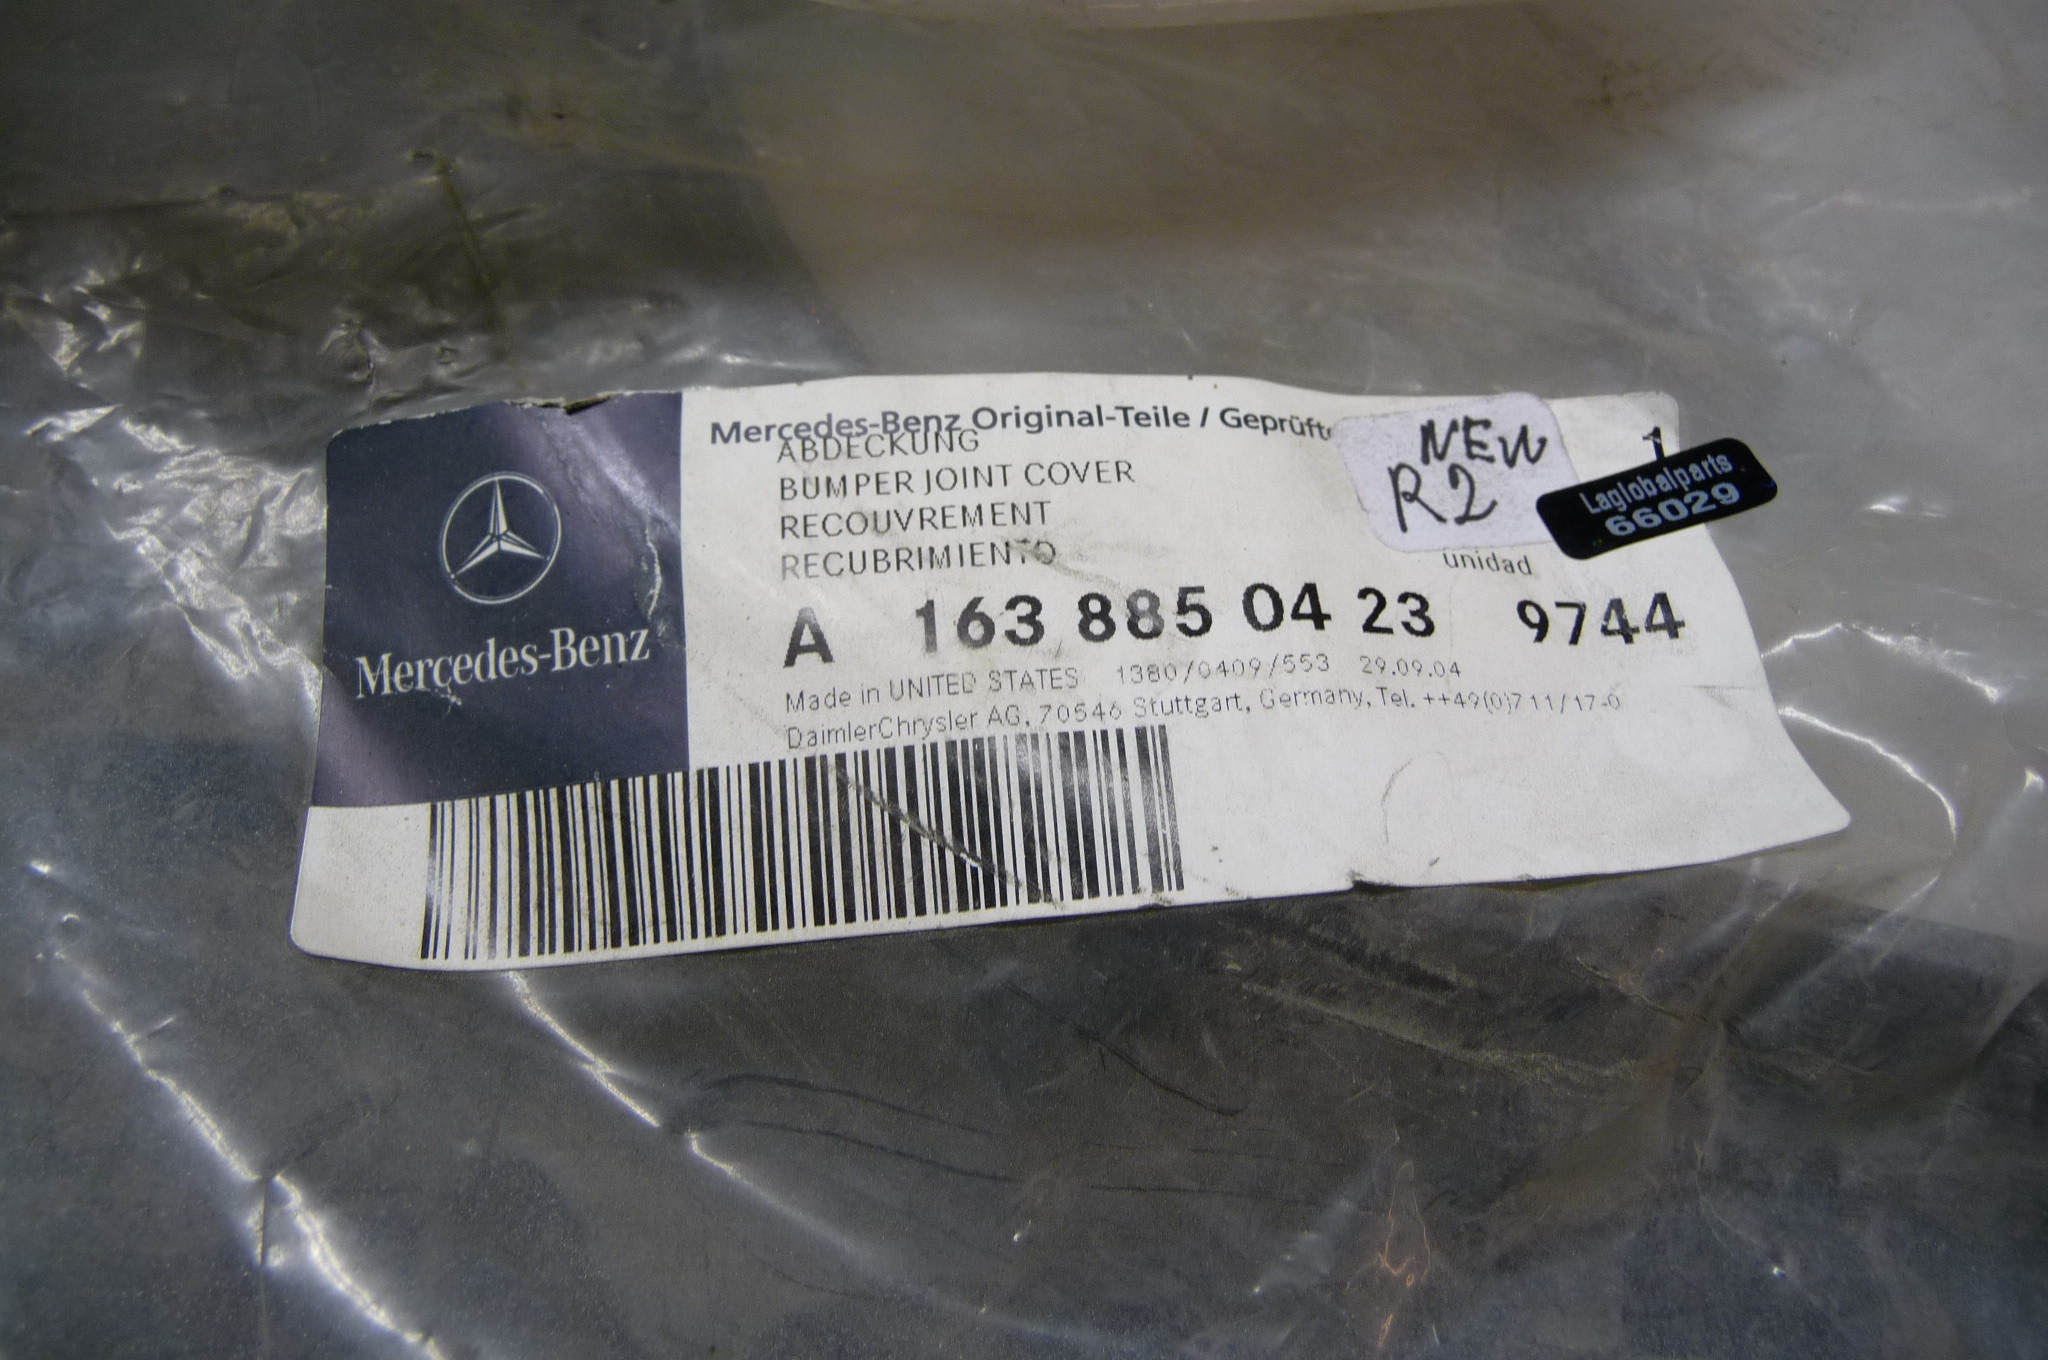 Mercedes-Benz Original-Teile / Geprüfte
ABDECKUNG
BUMPER JOINT COVER
RECOUVREMENT
RECUBRIMIENTO
NEW
R2
1
Laglobalparts
66029
unidad
A 163 885 04 23 9744
Made in UNITED STATES 1380/0409/553 29.09.04
DaimlerChrysler AG, 70546 Stuttgart, Germany, Tel. ++49(0)711/17-0
Mercedes-Benz